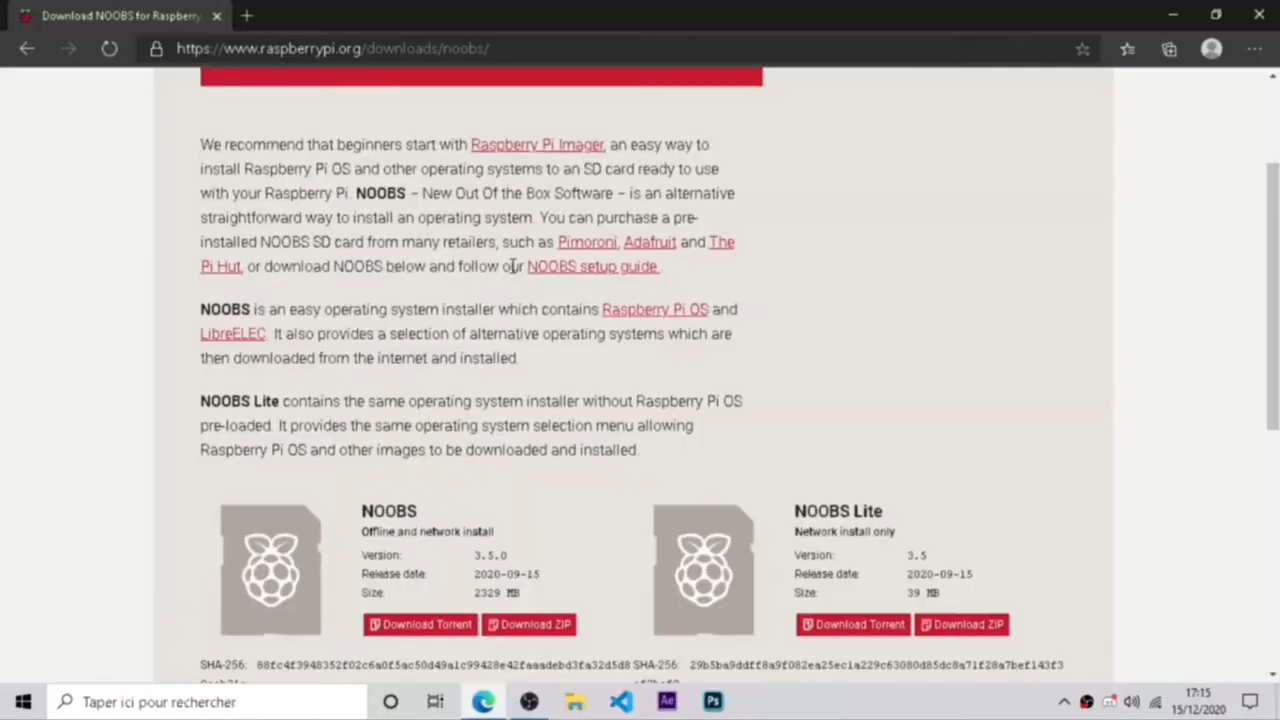 Download NOOBS for Raspberry
https://www.raspberrypi.org/downloads/noobs/
We recommend that beginners start with Raspberry Pi Imager, an easy way to
install Raspberry Pi OS and other operating systems to an SD card ready to use
with your Raspberry Pi. NOOBS – New Out Of the Box Software – is an alternative
straightforward way to install an operating system. You can purchase a pre-
installed NOOBS SD card from many retailers, such as Pimoroni, Adafruit and The
Pi Hut, or download NOOBS below and follow our NOOBS setup guide.
NOOBS is an easy operating system installer which contains Raspberry Pi OS and
LibreELEC. It also provides a selection of alternative operating systems which are
then downloaded from the internet and installed.
NOOBS Lite contains the same operating system installer without Raspberry Pi OS
pre-loaded. It provides the same operating system selection menu allowing
Raspberry Pi OS and other images to be downloaded and installed.
NOOBS
Offline and network install
Version: 3.5.0
Release date: 2020-09-15
Size: 2329 MB
Download Torrent Download ZIP
NOOBS Lite
Network install only
Version: 3.5
Release date: 2020-09-15
Size: 39 MB
Download Torrent Download ZIP
SHA-256:
SHA-256:
Taper ici pour rechercher
Ae
Ps
17:15
15/12/2020